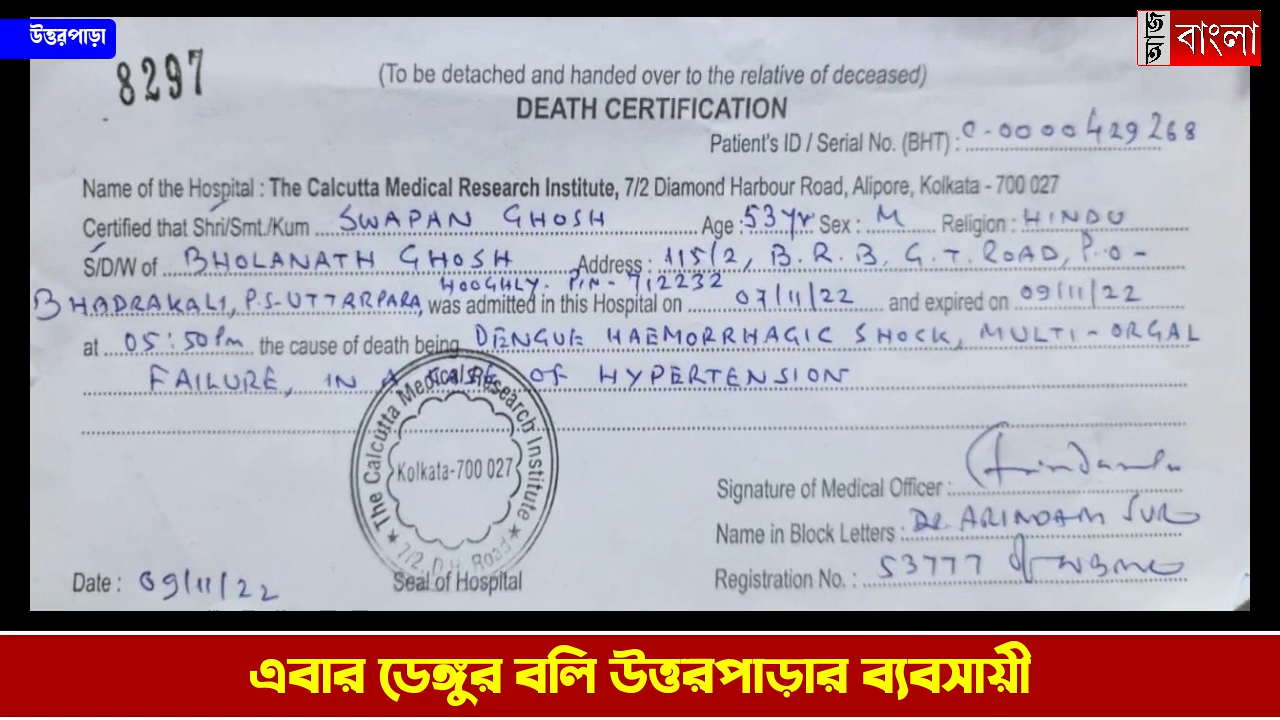 উত্তরপাড়া
আজ বাংলা
8297
(To be detached and handed over to the relative of deceased)
DEATH CERTIFICATION
Patient's ID / Serial No. (BHT) : C-0000429268
Name of the Hospital : The Calcutta Medical Research Institute, 7/2 Diamond Harbour Road, Alipore, Kolkata - 700 027
Certified that Shri/Smt./Kum SWAPAN GHOSH Age : 53yr Sex : M Religion : HINDU
S/D/W of BHOLANATH GHOSH Address : 115/2, B.R.B. G.T. ROAD, P.O -
HOOGHLY. PIN - 712232
BHADRAKALI, P.S-UTTARPARA, was admitted in this Hospital on 07/11/22 and expired on 09/11/22
at 05:50pm the cause of death being DENGUE HAEMORRHAGIC SHOCK, MULTI-ORGAL
FAILURE, IN A CASE OF HYPERTENSION
The Calcutta Medical Research Institute
Kolkata-700 027
7/2, D.H. Road
Signature of Medical Officer :
Name in Block Letters : Dr. ARINDAM SUR
Registration No. : 53777 of WBMC
Date : 09/11/22
Seal of Hospital
এবার ডেঙ্গুর বলি উত্তরপাড়ার ব্যবসায়ী